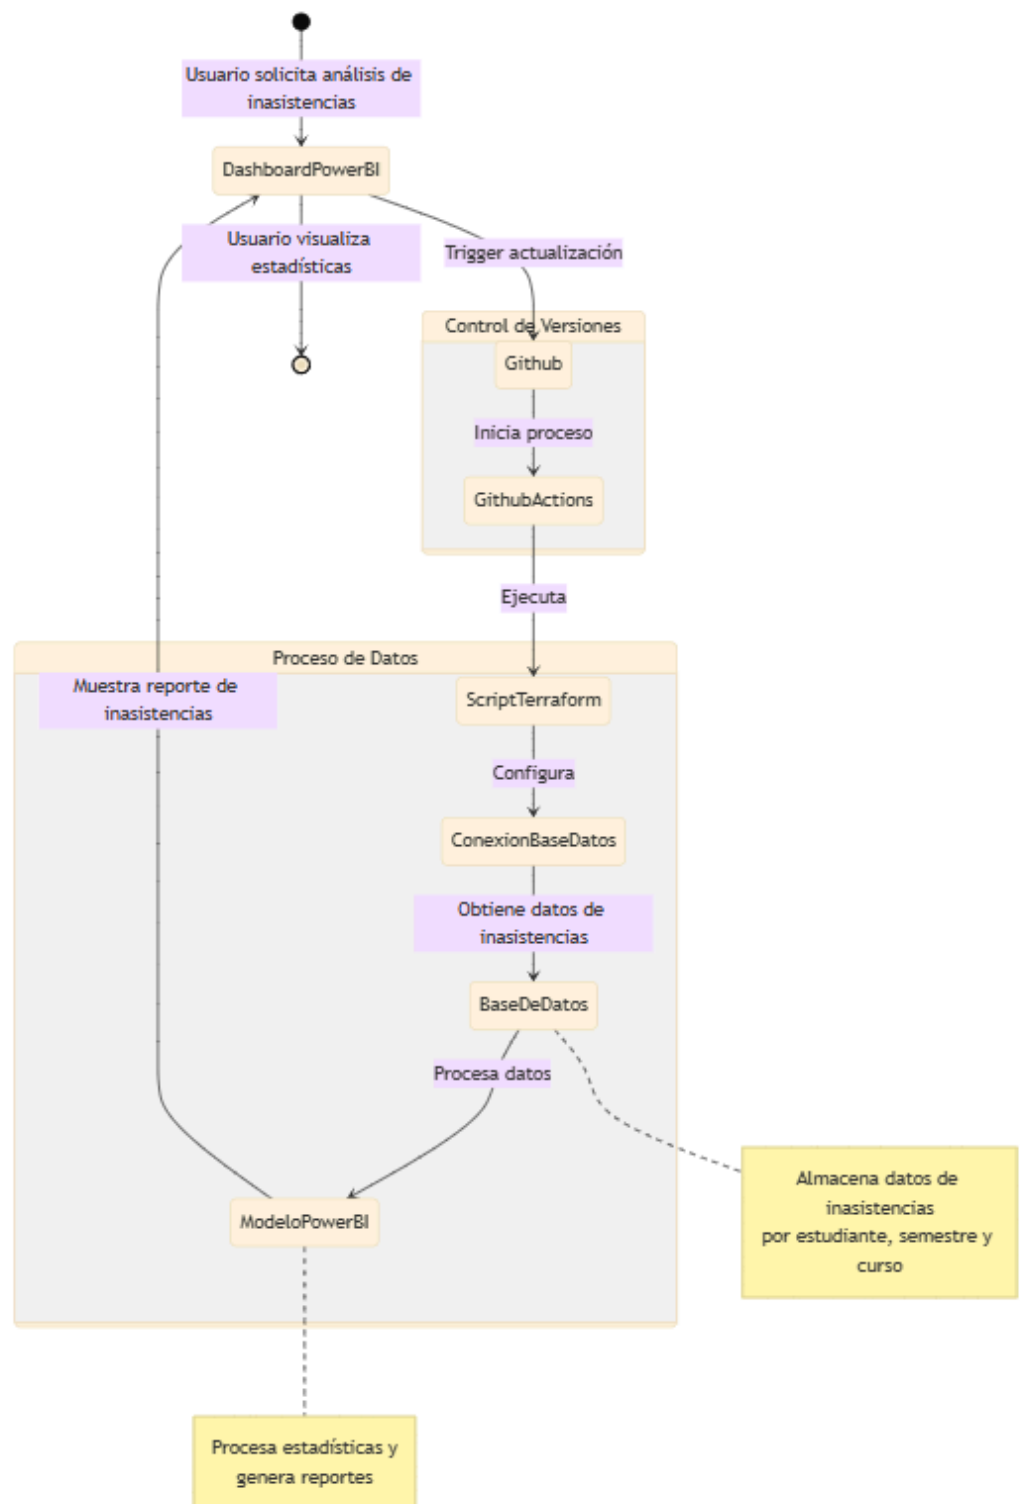 Usuario solicita análisis de
inasistencias
DashboardPowerBI
Usuario visualiza
estadísticas
Trigger actualización
Control de Versiones
Github
Inicia proceso
GithubActions
Ejecuta
Proceso de Datos
Muestra reporte de
inasistencias
ScriptTerraform
Configura
ConexionBaseDatos
Obtiene datos de
inasistencias
BaseDeDatos
Procesa datos
Almacena datos de
inasistencias
por estudiante, semestre y
curso
ModeloPowerBI
Procesa estadísticas y
genera reportes